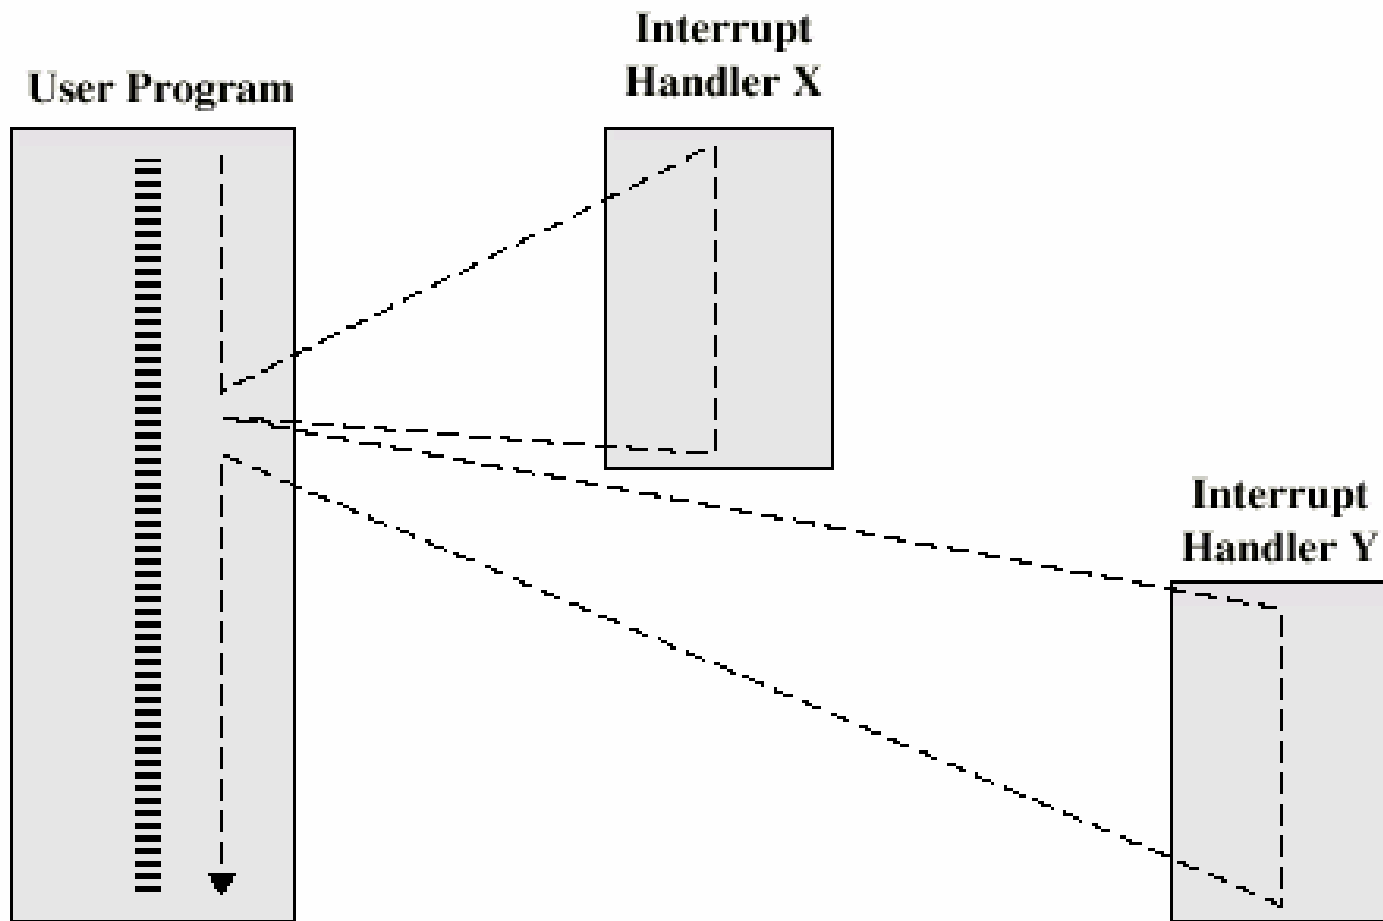 User Program
Interrupt
Handler X
Interrupt
Handler Y